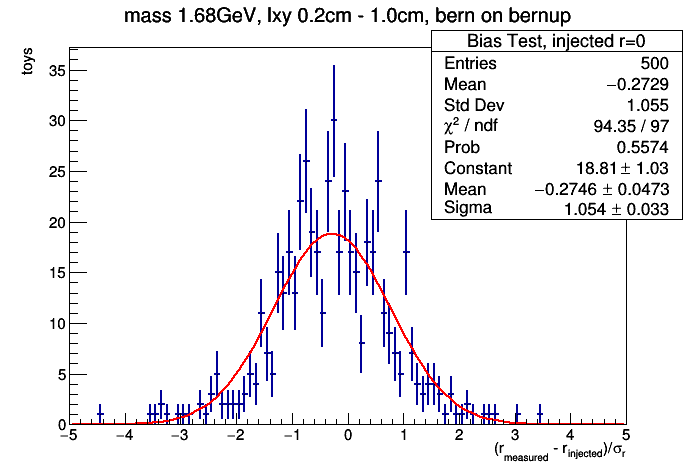 mass 1.68GeV, lxy 0.2cm - 1.0cm, bern on bernup
Bias Test, injected r=0
Entries 500
Mean −0.2729
Std Dev 1.055
χ² / ndf 94.35 / 97
Prob 0.5574
Constant 18.81 ± 1.03
Mean −0.2746 ± 0.0473
Sigma 1.054 ± 0.033
toys
35
30
25
20
15
10
5
0
−5 −4 −3 −2 −1 0 1 2 3 4 5
(r_measured - r_injected)/σ_r